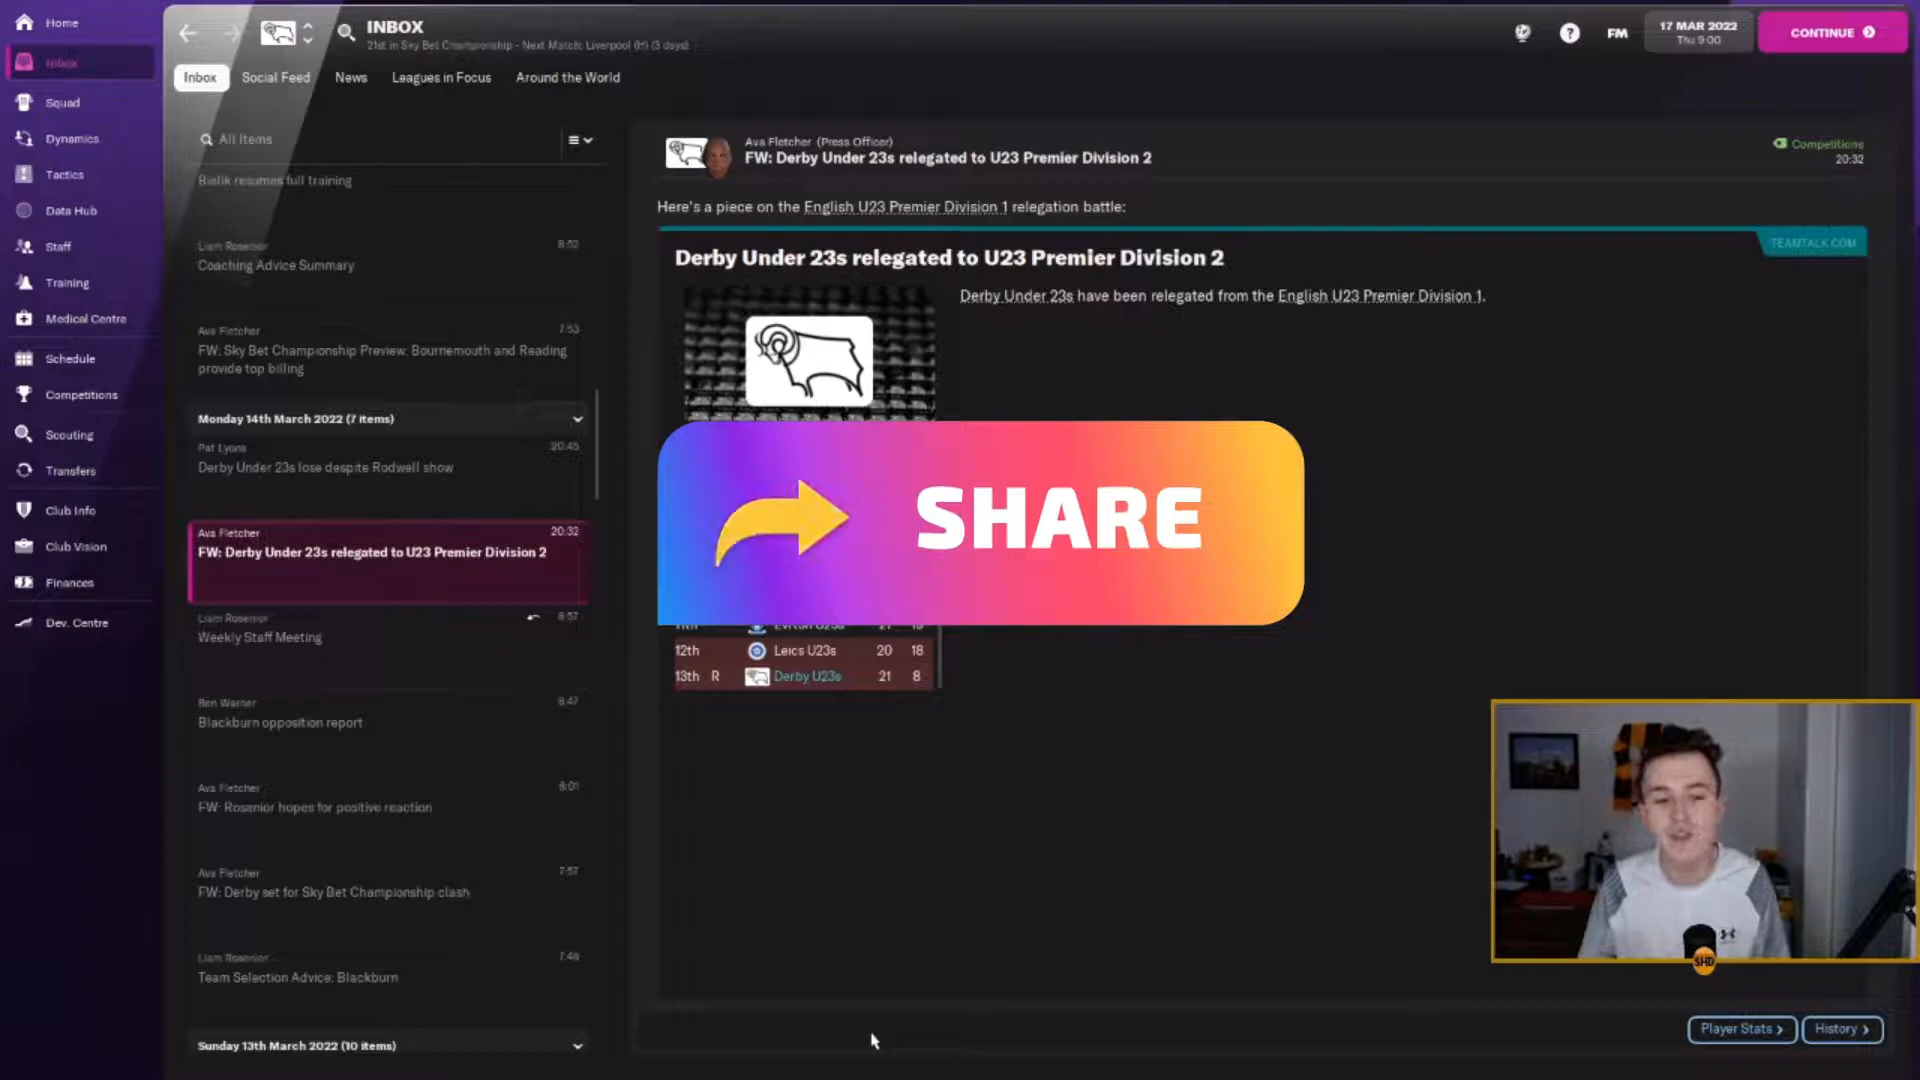 Home
Inbox
Squad
Dynamics
Tactics
Data Hub
Staff
Training
Medical Centre
Schedule
Competitions
Scouting
Transfers
Club Info
Club Vision
Finances
Dev. Centre
INBOX
21st in Sky Bet Championship - Next Match: Liverpool (H) (3 days)
FM
17 MAR 2022
Thu 9:00
CONTINUE
Inbox
Social Feed
News
Leagues in Focus
Around the World
All Items
Bielik resumes full training
Liam Rosenior
8:52
Coaching Advice Summary
Ava Fletcher
7:53
FW: Sky Bet Championship Preview: Bournemouth and Reading
provide top billing
Monday 14th March 2022 (7 items)
Pat Lyons
20:45
Derby Under 23s lose despite Rodwell show
Ava Fletcher
20:32
FW: Derby Under 23s relegated to U23 Premier Division 2
Liam Rosenior
8:57
Weekly Staff Meeting
Ben Warner
8:47
Blackburn opposition report
Ava Fletcher
8:01
FW: Rosenior hopes for positive reaction
Ava Fletcher
7:57
FW: Derby set for Sky Bet Championship clash
Liam Rosenior
7:48
Team Selection Advice: Blackburn
Sunday 13th March 2022 (10 items)
Ava Fletcher (Press Officer)
FW: Derby Under 23s relegated to U23 Premier Division 2
Competitions
20:32
Here's a piece on the English U23 Premier Division 1 relegation battle:
TEAMTALK.COM
Derby Under 23s relegated to U23 Premier Division 2
Derby Under 23s have been relegated from the English U23 Premier Division 1.
SHARE
12th Leics U23s 20 18
13th R Derby U23s 21 8
SHD
Player Stats
History